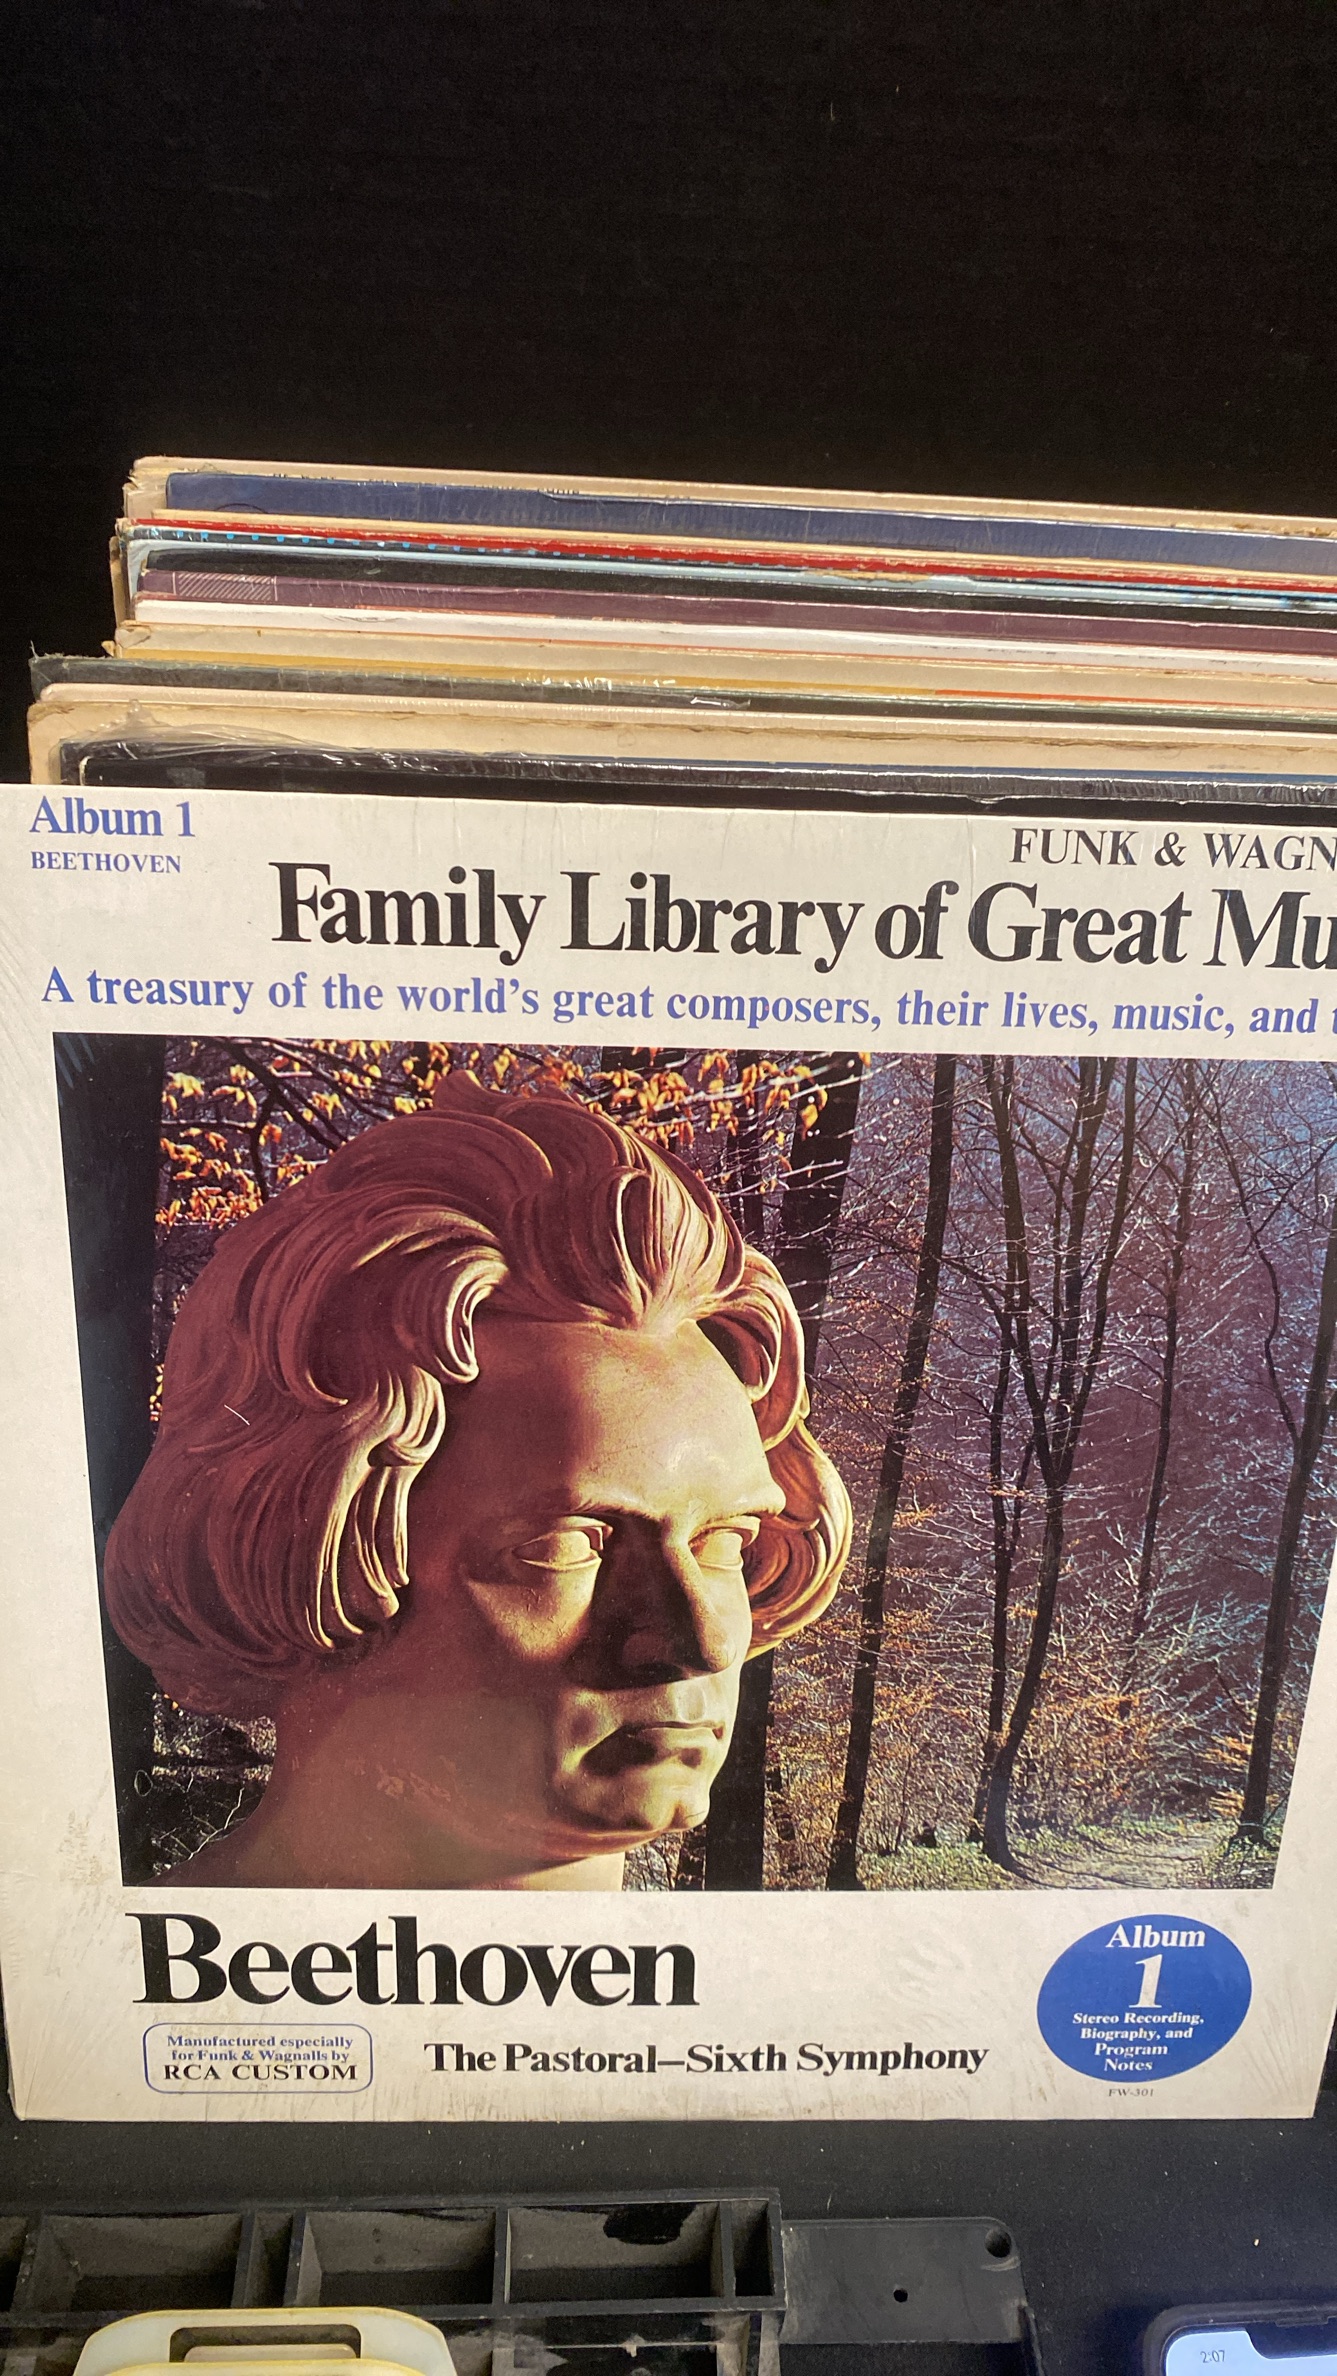 Album 1
BEETHOVEN
FUNK & WAGN
Family Library of Great Mu
A treasury of the world's great composers, their lives, music, and
Beethoven
Manufactured especially
for Funk & Wagnalls by
RCA CUSTOM
The Pastoral—Sixth Symphony
Album
1
Stereo Recording,
Biography, and
Program
Notes
FW-301
2:07